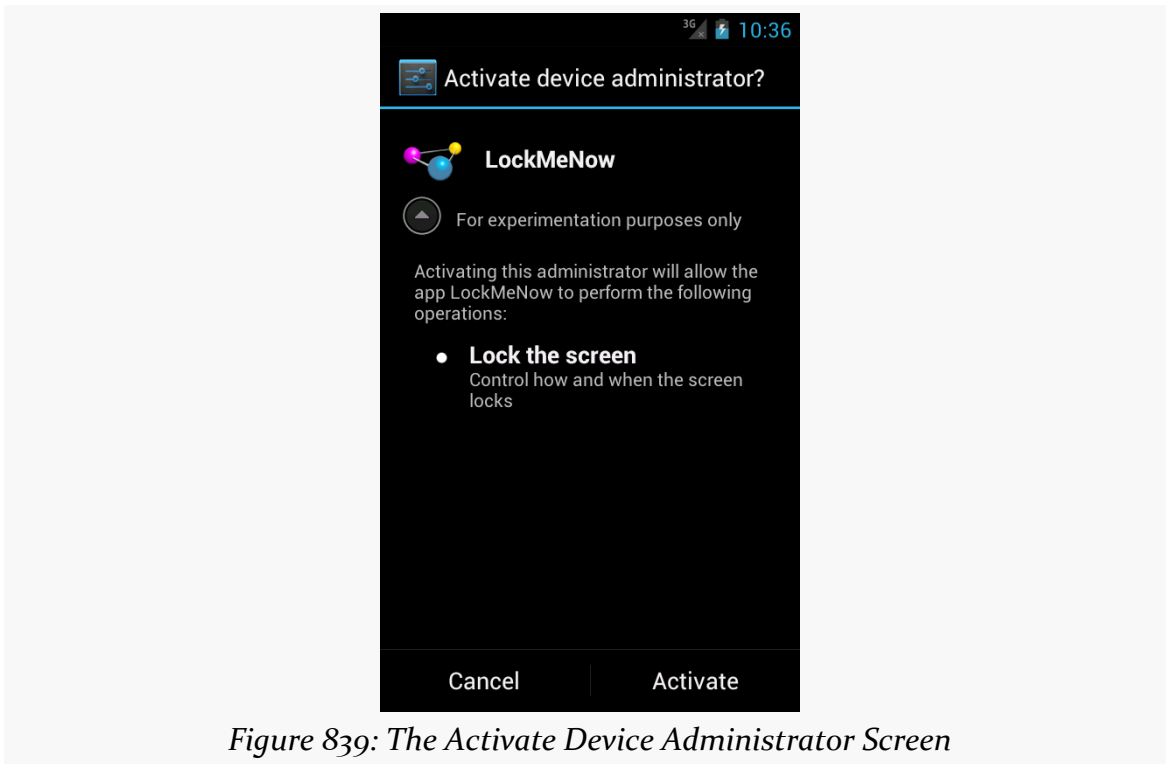 3G
10:36
Activate device administrator?
LockMeNow
For experimentation purposes only
Activating this administrator will allow the
app LockMeNow to perform the following
operations:
Lock the screen
Control how and when the screen
locks
Cancel
Activate
Figure 839: The Activate Device Administrator Screen